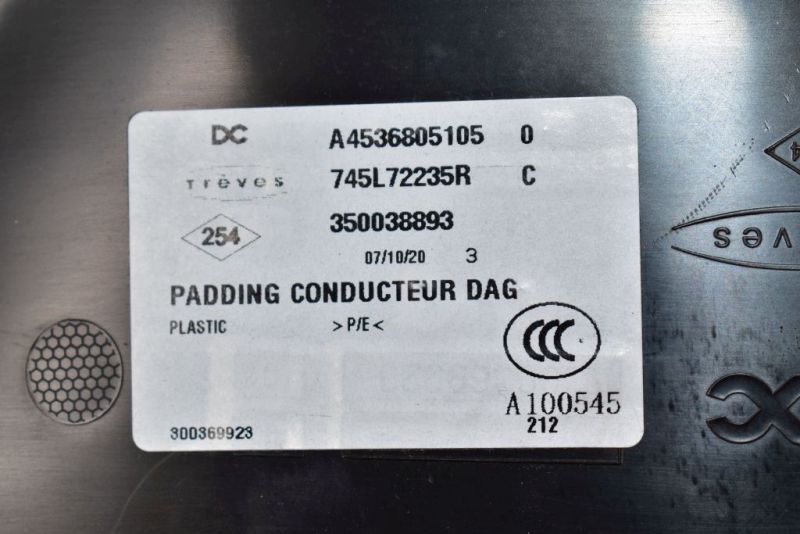 DC A4536805105 0
Trèves 745L72235R C
254 350038893
07/10/20 3
PADDING CONDUCTEUR DAG
PLASTIC >P/E<
CCC
A100545
212
300369923